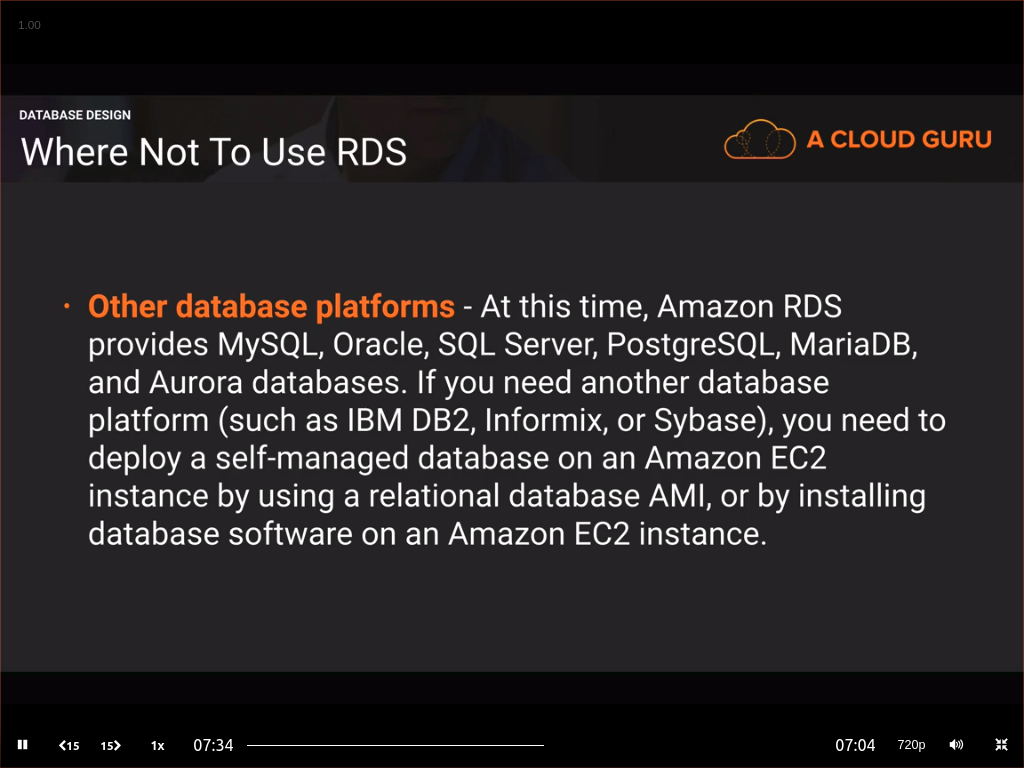 1.00
DATABASE DESIGN
Where Not To Use RDS
A CLOUD GURU
• Other database platforms - At this time, Amazon RDS
provides MySQL, Oracle, SQL Server, PostgreSQL, MariaDB,
and Aurora databases. If you need another database
platform (such as IBM DB2, Informix, or Sybase), you need to
deploy a self-managed database on an Amazon EC2
instance by using a relational database AMI, or by installing
database software on an Amazon EC2 instance.
15 15 1x 07:34 07:04 720p